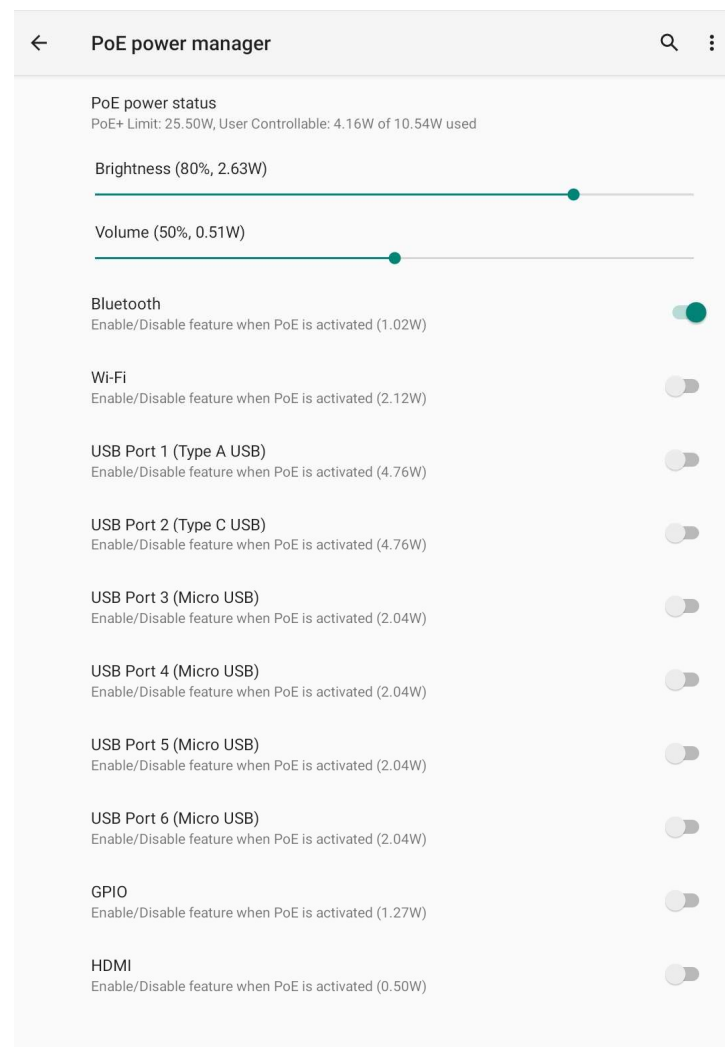 PoE power manager
PoE power status
PoE+ Limit: 25.50W, User Controllable: 4.16W of 10.54W used
Brightness (80%, 2.63W)
Volume (50%, 0.51W)
Bluetooth
Enable/Disable feature when PoE is activated (1.02W)
Wi-Fi
Enable/Disable feature when PoE is activated (2.12W)
USB Port 1 (Type A USB)
Enable/Disable feature when PoE is activated (4.76W)
USB Port 2 (Type C USB)
Enable/Disable feature when PoE is activated (4.76W)
USB Port 3 (Micro USB)
Enable/Disable feature when PoE is activated (2.04W)
USB Port 4 (Micro USB)
Enable/Disable feature when PoE is activated (2.04W)
USB Port 5 (Micro USB)
Enable/Disable feature when PoE is activated (2.04W)
USB Port 6 (Micro USB)
Enable/Disable feature when PoE is activated (2.04W)
GPIO
Enable/Disable feature when PoE is activated (1.27W)
HDMI
Enable/Disable feature when PoE is activated (0.50W)